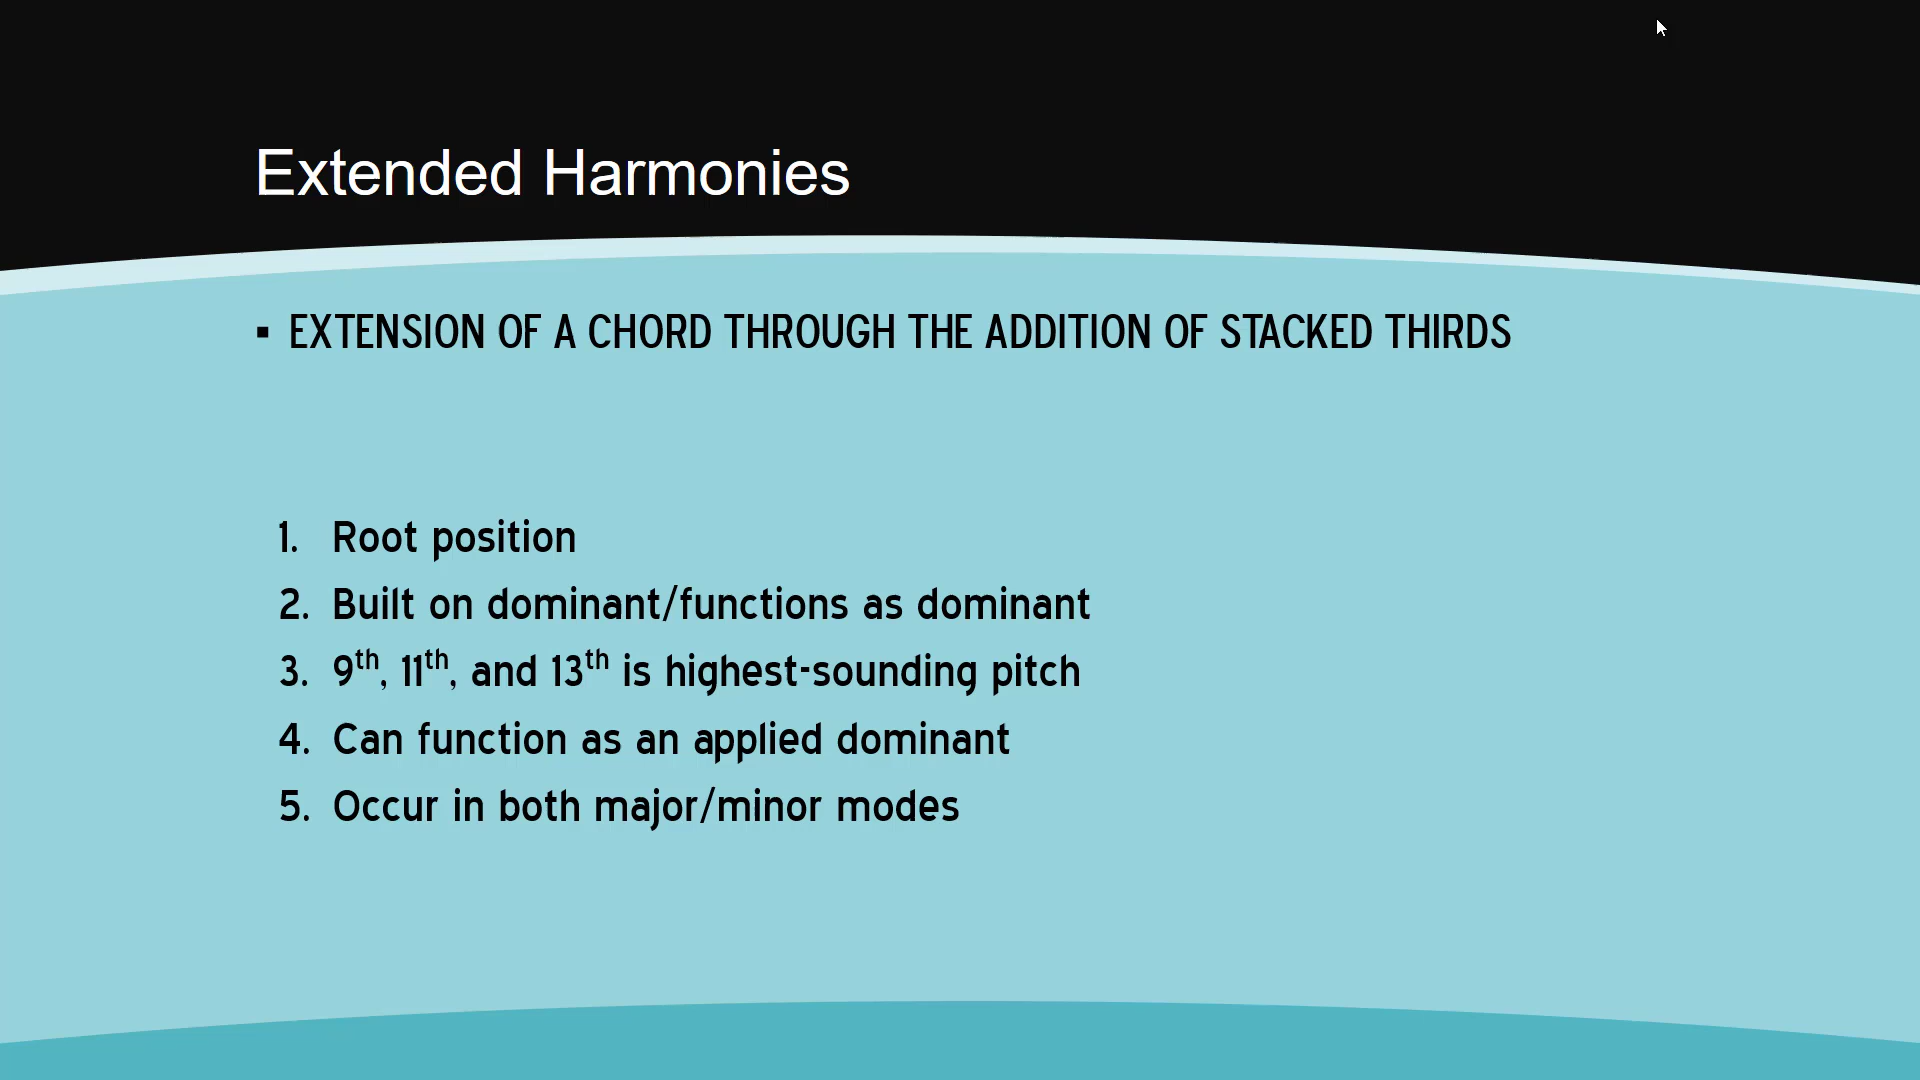 Extended Harmonies
▪ EXTENSION OF A CHORD THROUGH THE ADDITION OF STACKED THIRDS
1. Root position
2. Built on dominant/functions as dominant
3. 9th, 11th, and 13th is highest-sounding pitch
4. Can function as an applied dominant
5. Occur in both major/minor modes